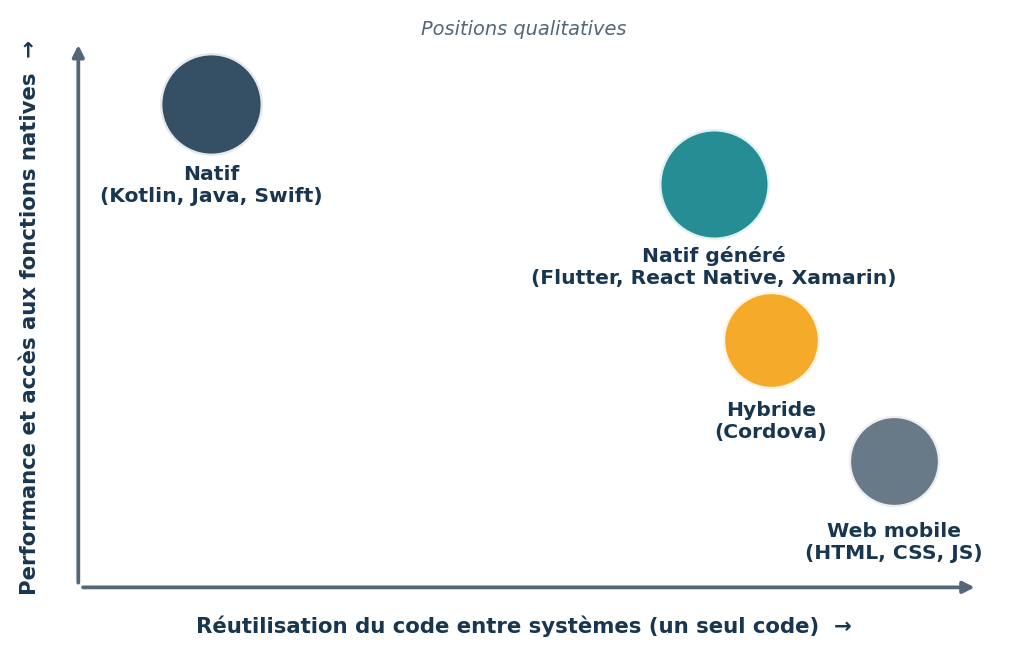 Positions qualitatives
Performance et accès aux fonctions natives →
Natif
(Kotlin, Java, Swift)
Natif généré
(Flutter, React Native, Xamarin)
Hybride
(Cordova)
Web mobile
(HTML, CSS, JS)
Réutilisation du code entre systèmes (un seul code) →